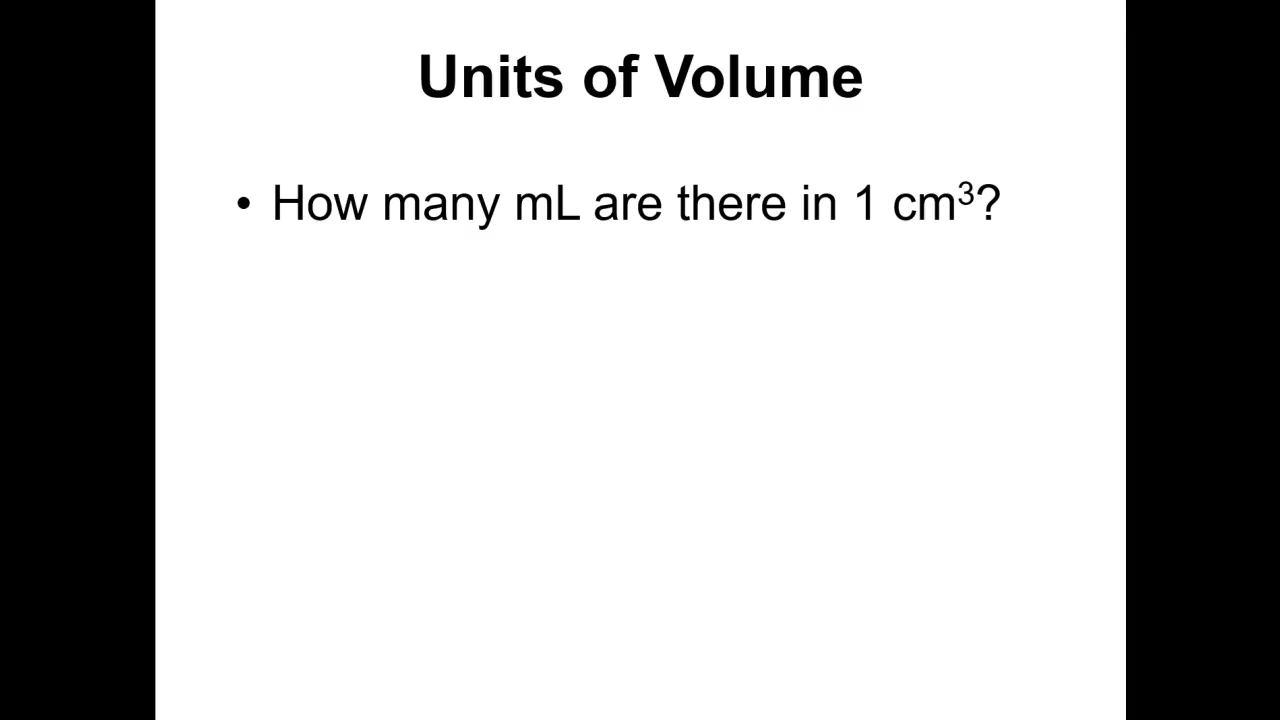 Units of Volume
• How many mL are there in 1 cm³?